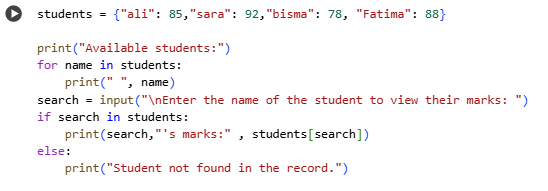 students = {"ali": 85,"sara": 92,"bisma": 78, "Fatima": 88}

print("Available students:")
for name in students:
    print(" ", name)
search = input("\nEnter the name of the student to view their marks: ")
if search in students:
    print(search,"'s marks:" , students[search])
else:
    print("Student not found in the record.")